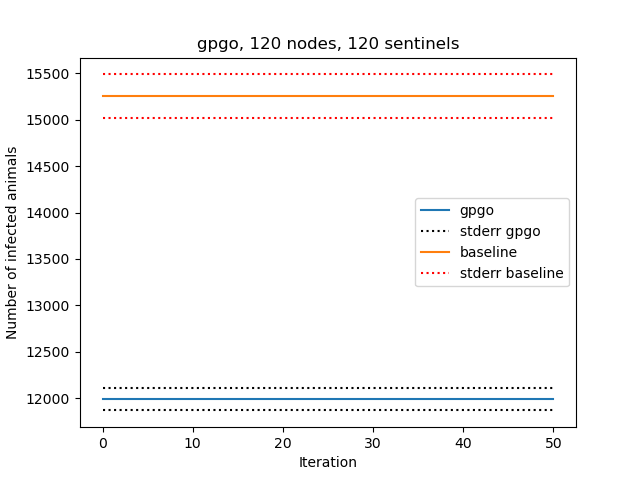 gpgo, 120 nodes, 120 sentinels
15500
15000
14500
14000
13500
13000
12500
12000
Number of infected animals
gpgo
stderr gpgo
baseline
stderr baseline
0 10 20 30 40 50
Iteration